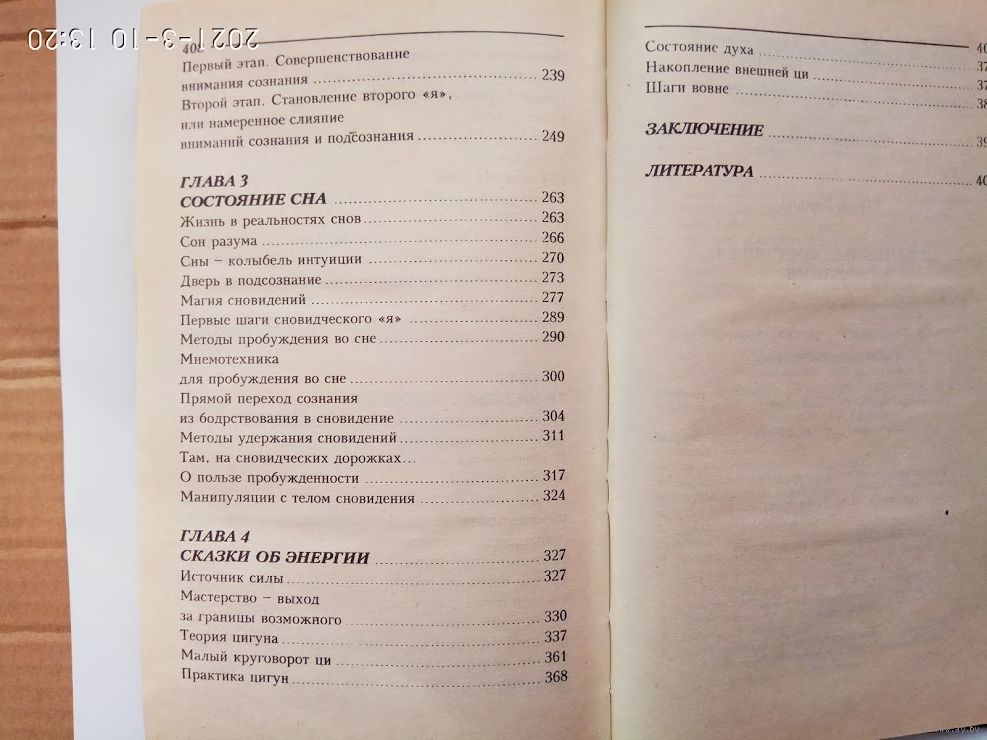 2021-3-10 13:20
408
Первый этап. Совершенствование
внимания сознания ........ 239
Второй этап. Становление второго «я»,
или намеренное слияние
вниманий сознания и подсознания ........ 249
ГЛАВА 3
СОСТОЯНИЕ СНА ........ 263
Жизнь в реальностях снов ........ 263
Сон разума ........ 266
Сны – колыбель интуиции ........ 270
Дверь в подсознание ........ 273
Магия сновидений ........ 277
Первые шаги сновидческого «я» ........ 289
Методы пробуждения во сне ........ 290
Мнемотехника
для пробуждения во сне ........ 300
Прямой переход сознания
из бодрствования в сновидение ........ 304
Методы удержания сновидений ........ 311
Там, на сновидческих дорожках...
О пользе пробужденности ........ 317
Манипуляции с телом сновидения ........ 324
ГЛАВА 4
СКАЗКИ ОБ ЭНЕРГИИ ........ 327
Источник силы ........ 327
Мастерство – выход
за границы возможного ........ 330
Теория цигуна ........ 337
Малый круговорот ци ........ 361
Практика цигун ........ 368
Состояние духа ........
Накопление внешней ци ........
Шаги вовне ........
ЗАКЛЮЧЕНИЕ ........
ЛИТЕРАТУРА ........